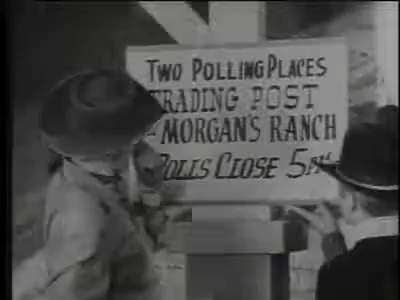 TWO POLLING PLACES
TRADING POST
MORGAN'S RANCH
POLLS CLOSE 5